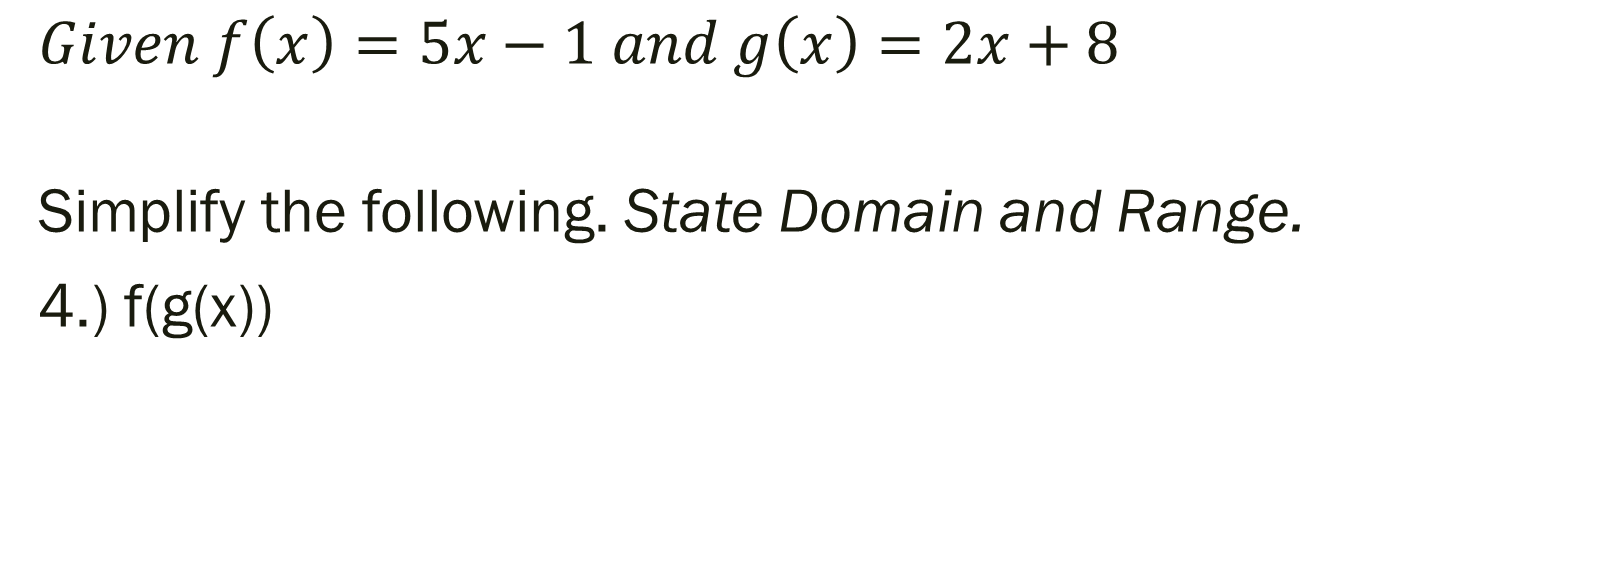 Given f(x) = 5x − 1 and g(x) = 2x + 8
Simplify the following. State Domain and Range.
4.) f(g(x))